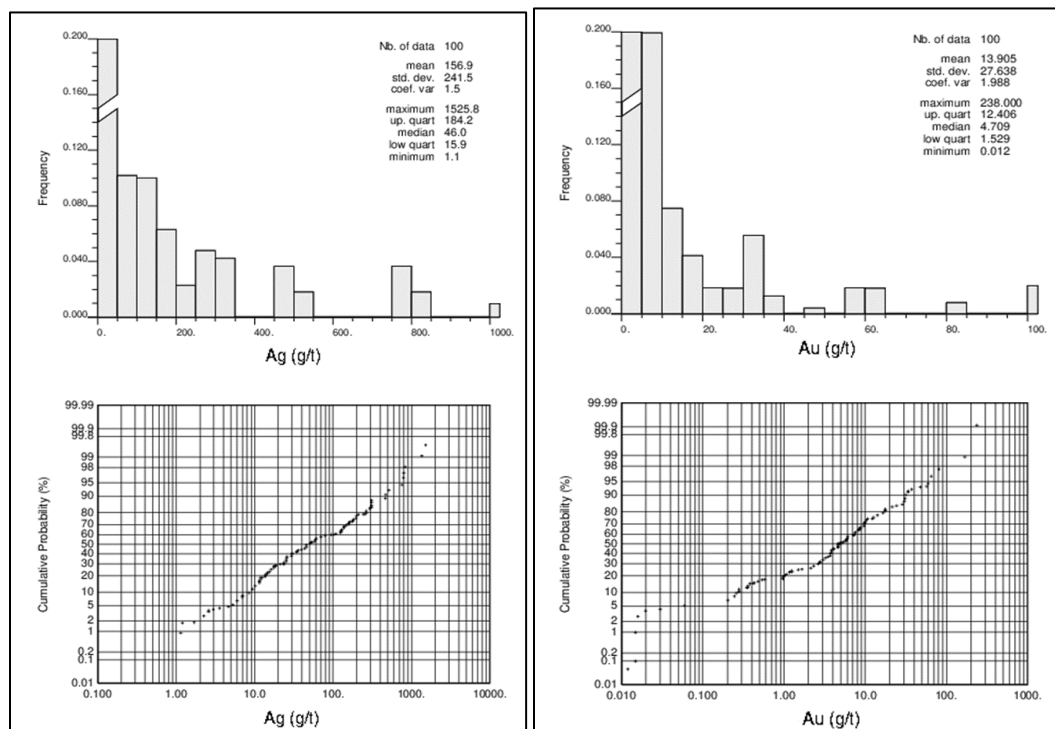 Nb. of data 100
mean 156.9
std. dev. 241.5
coef. var 1.5
maximum 1525.8
up. quart 184.2
median 46.0
low quart 15.9
minimum 1.1
Frequency
0.200
0.160
0.120
0.080
0.040
0.000
0. 200. 400. 600. 800. 1000.
Ag (g/t)
Nb. of data 100
mean 13.905
std. dev. 27.638
coef. var 1.988
maximum 238.000
up. quart 12.406
median 4.709
low quart 1.529
minimum 0.012
Frequency
0.200
0.160
0.120
0.080
0.040
0.000
0. 20. 40. 60. 80. 100.
Au (g/t)
Cumulative Probability (%)
99.99
99.9
99.8
99
98
95
90
80
70
60
50
40
30
20
10
5
2
1
0.2
0.1
0.01
0.100 1.00 10.0 100. 1000. 10000.
Ag (g/t)
Cumulative Probability (%)
99.99
99.9
99.8
99
98
95
90
80
70
60
50
40
30
20
10
5
2
1
0.2
0.1
0.01
0.010 0.100 1.00 10.0 100. 1000.
Au (g/t)